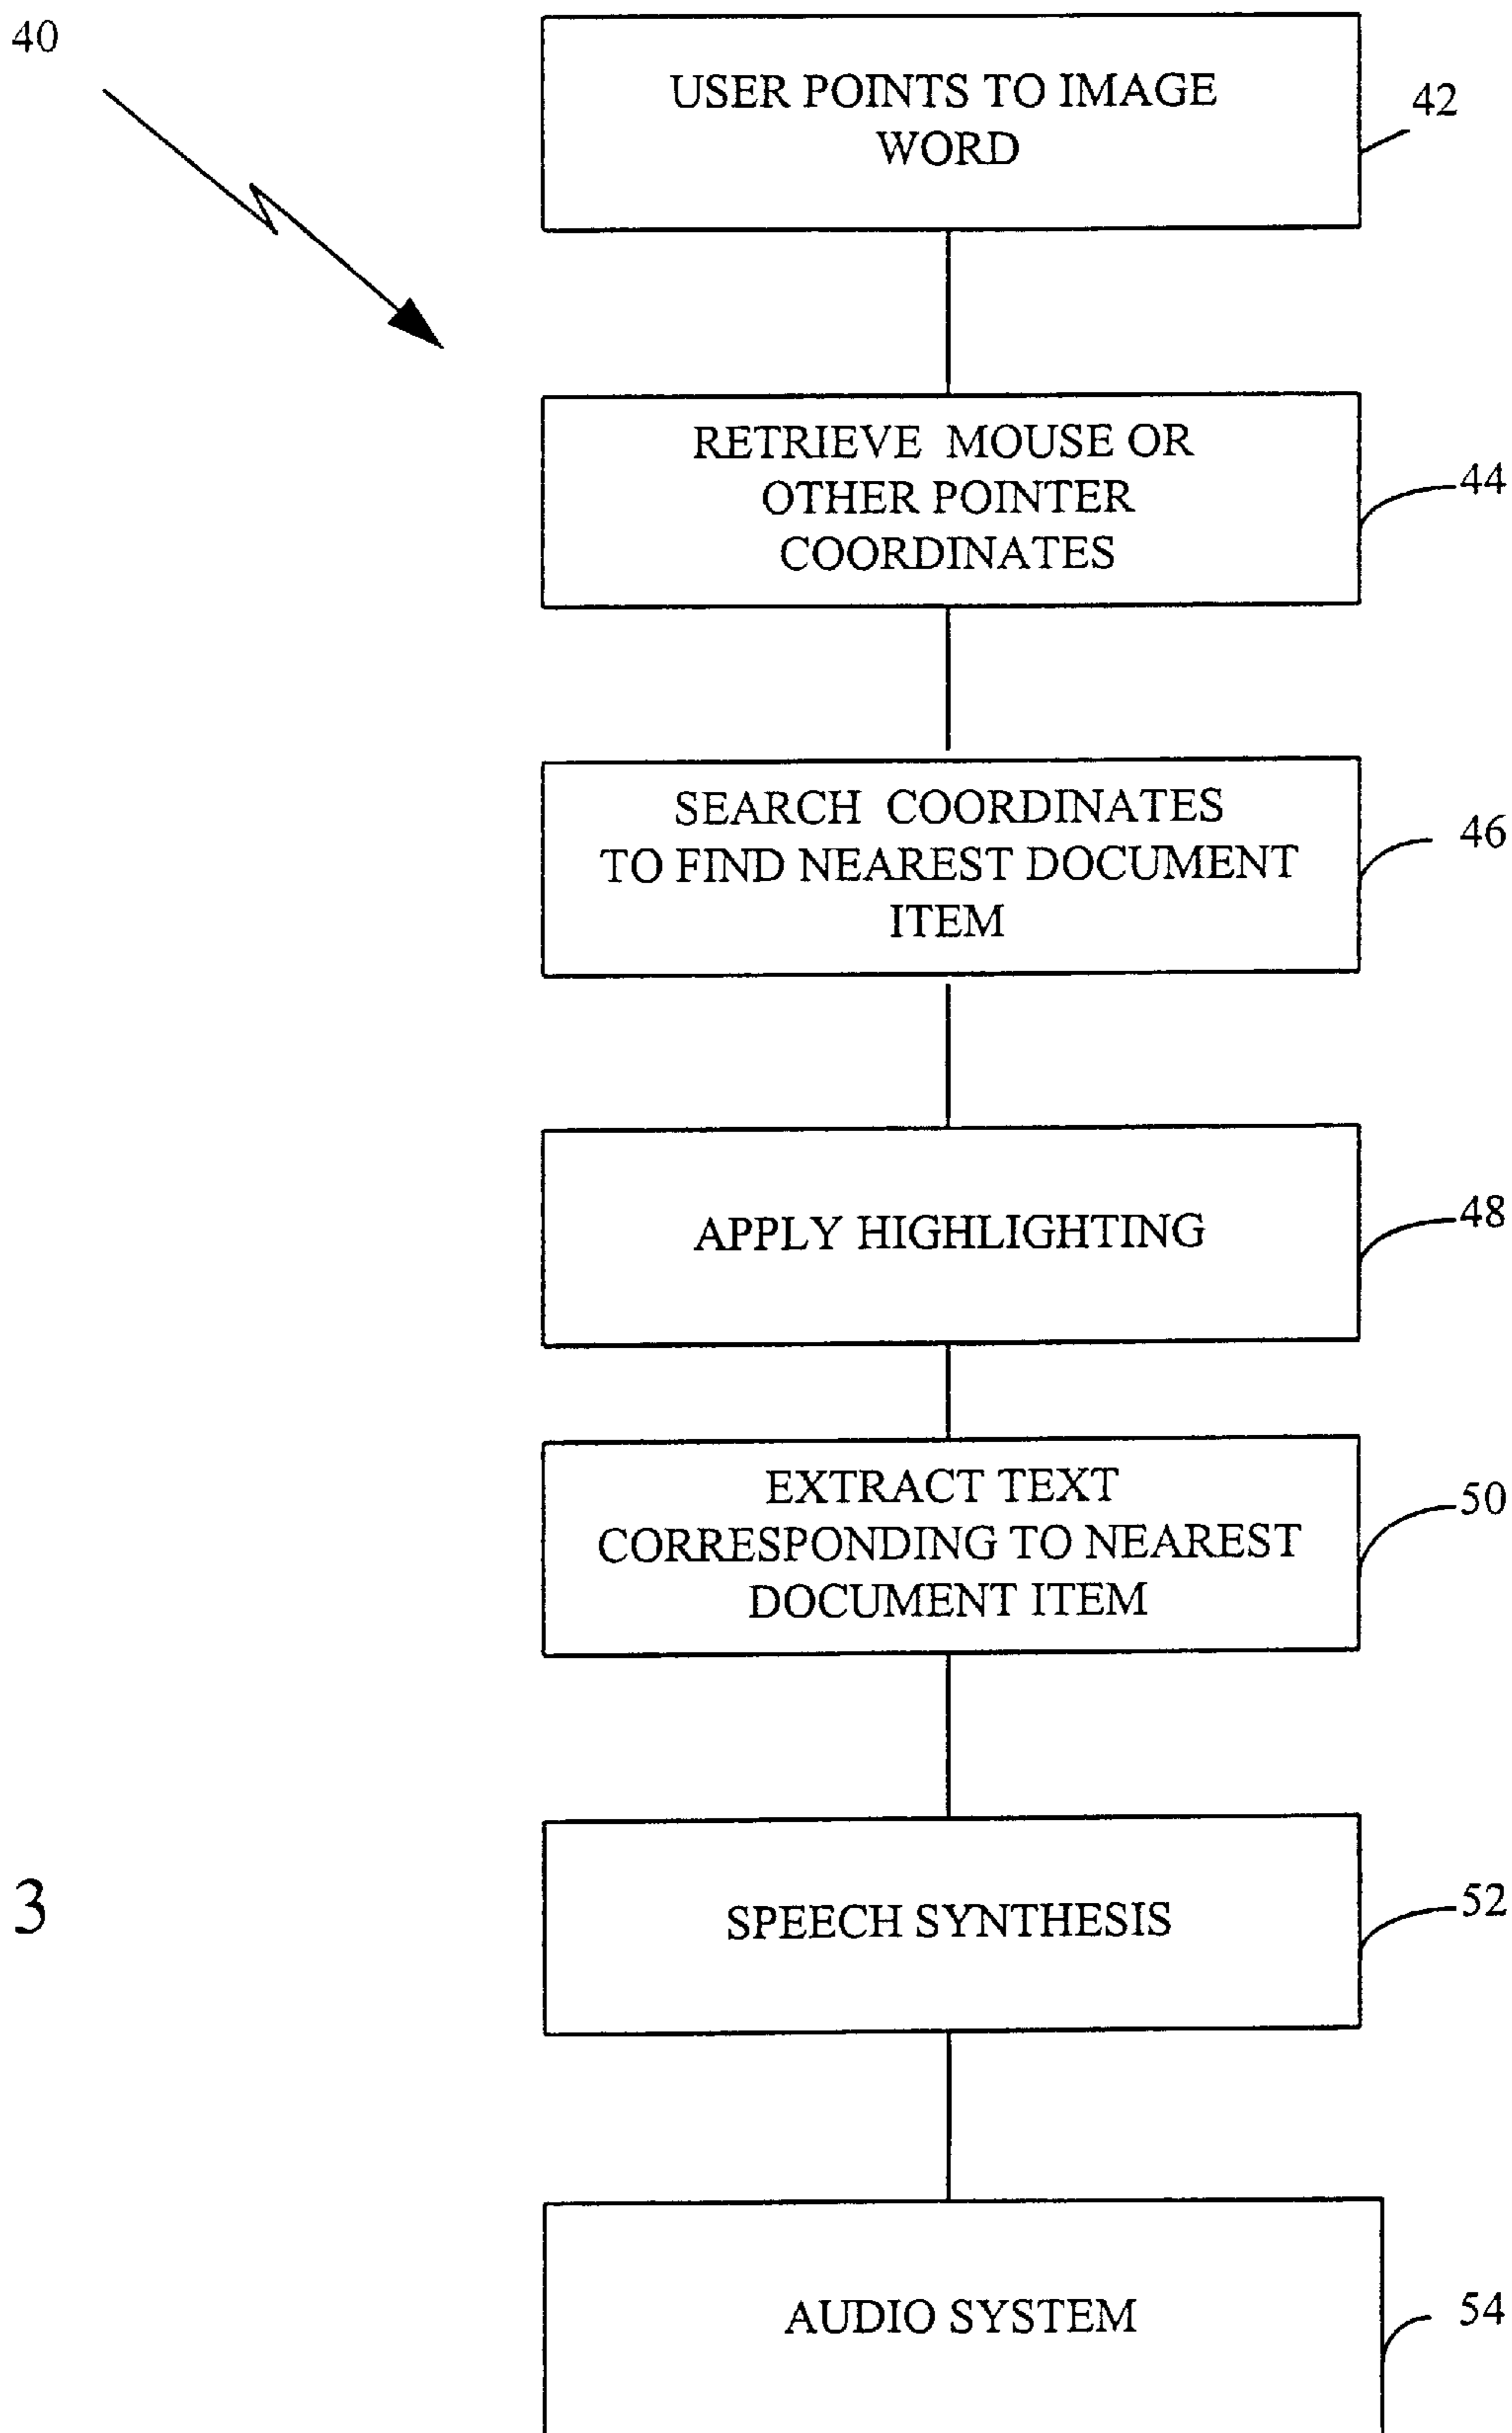 40
USER POINTS TO IMAGE
WORD
42
RETRIEVE MOUSE OR
OTHER POINTER
COORDINATES
44
SEARCH COORDINATES
TO FIND NEAREST DOCUMENT
ITEM
46
APPLY HIGHLIGHTING
48
EXTRACT TEXT
CORRESPONDING TO NEAREST
DOCUMENT ITEM
50
3
SPEECH SYNTHESIS
52
AUDIO SYSTEM
54